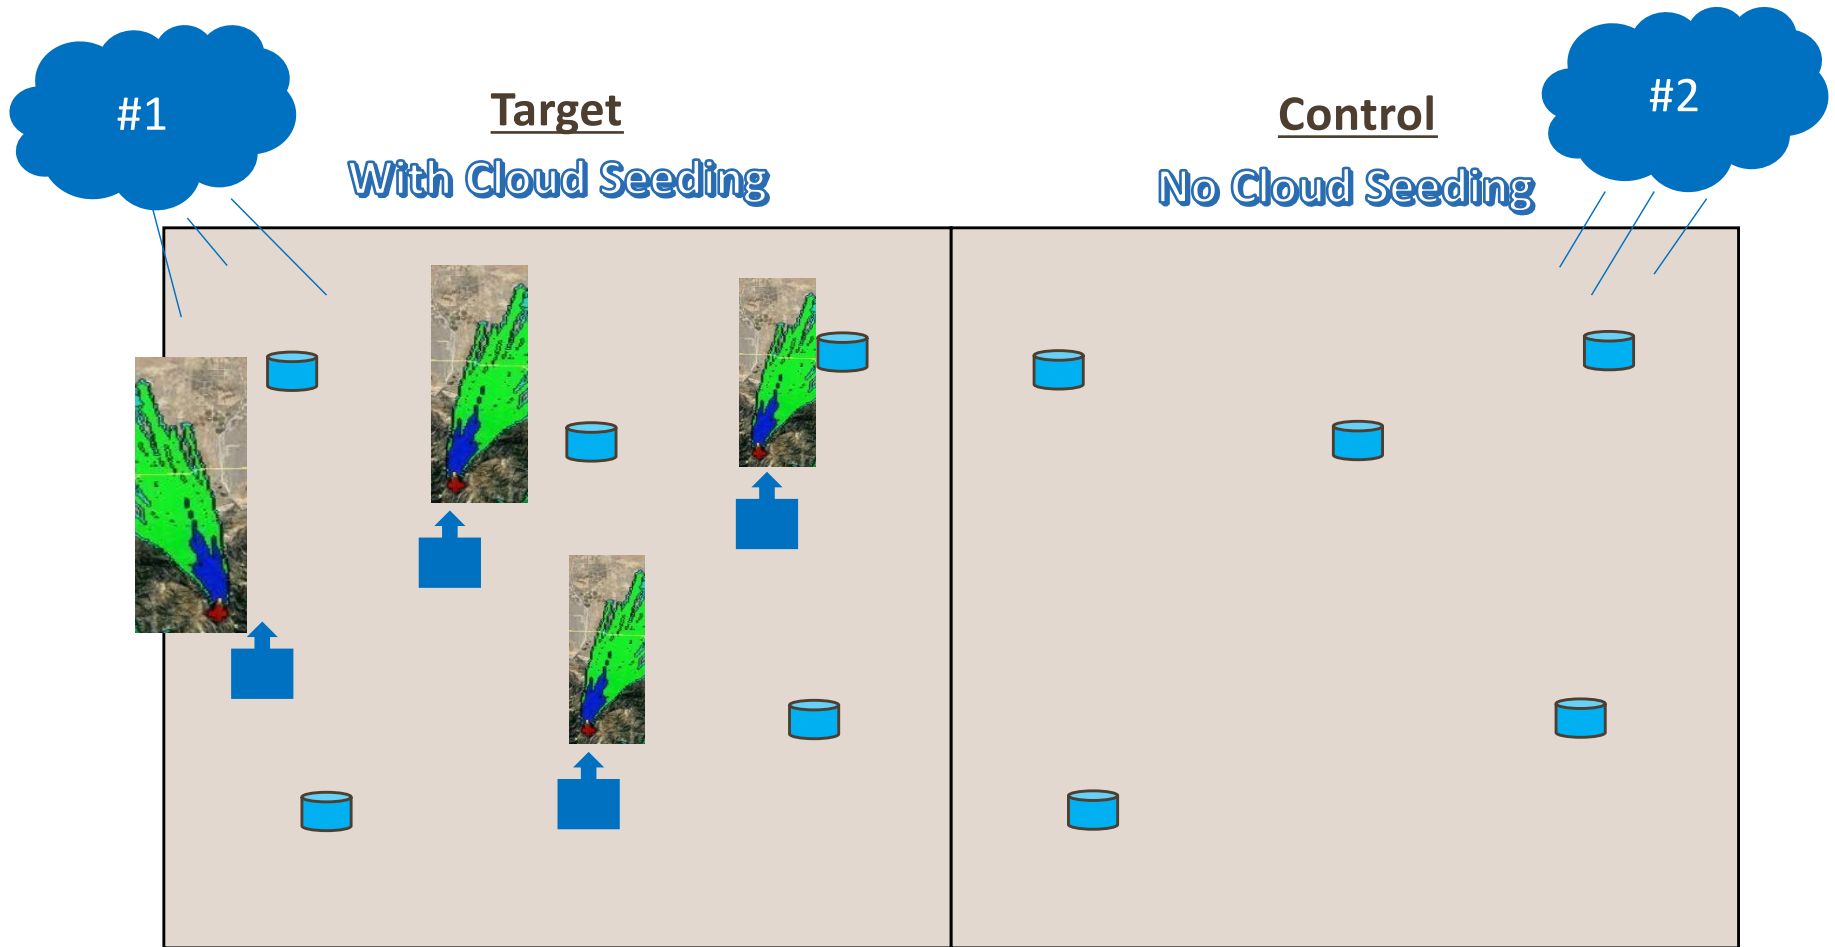 #1
Target
With Cloud Seeding
Control
No Cloud Seeding
#2